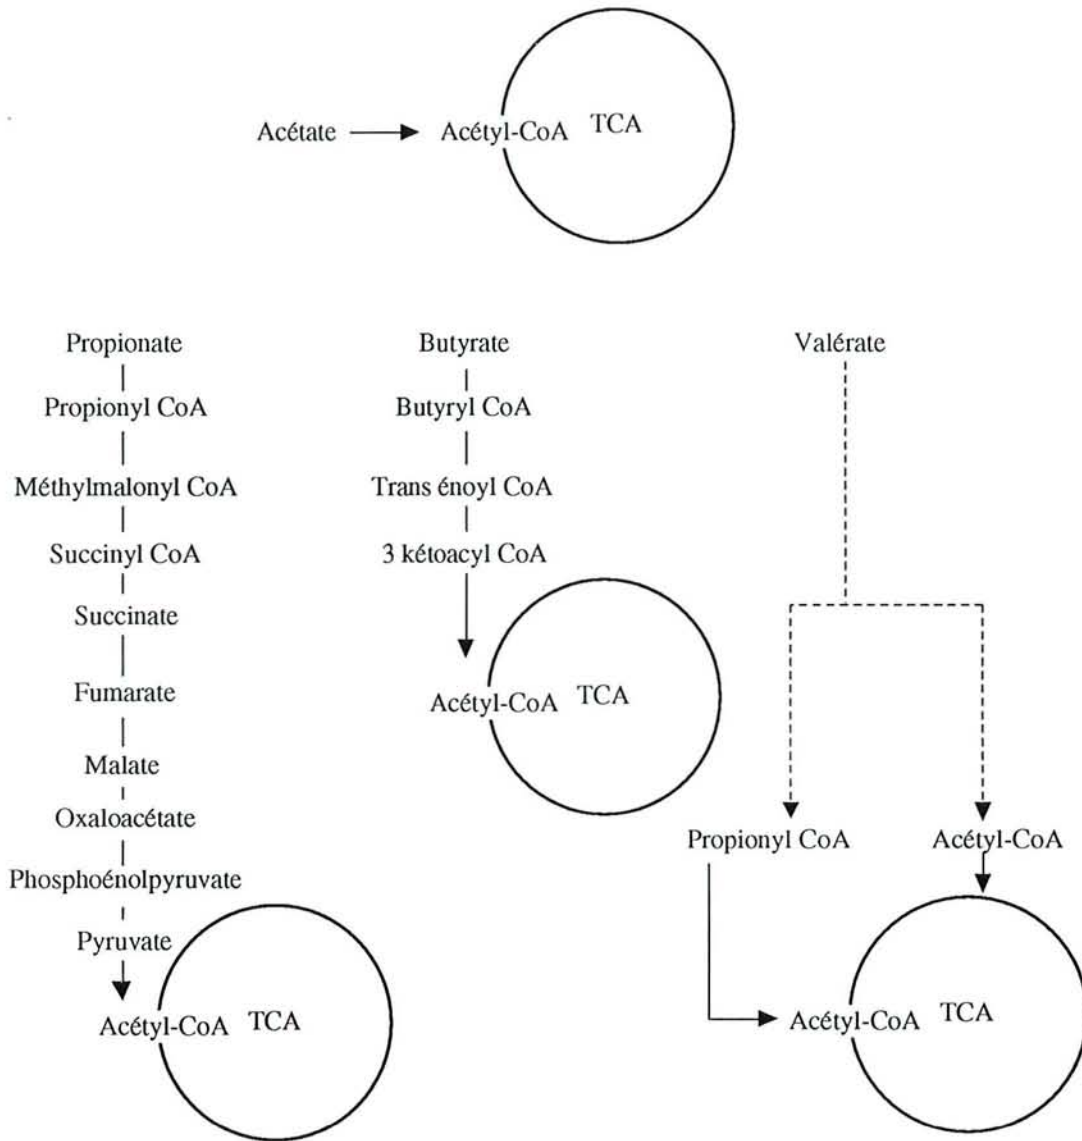 Acétate
Acétyl-CoA
TCA
Propionate
Propionyl CoA
Méthylmalonyl CoA
Succinyl CoA
Succinate
Fumarate
Malate
Oxaloacétate
Phosphoénolpyruvate
Pyruvate
Acétyl-CoA
TCA
Butyrate
Butyryl CoA
Trans énoyl CoA
3 kétoacyl CoA
Acétyl-CoA
TCA
Valérate
Propionyl CoA
Acétyl-CoA
Acétyl-CoA
TCA